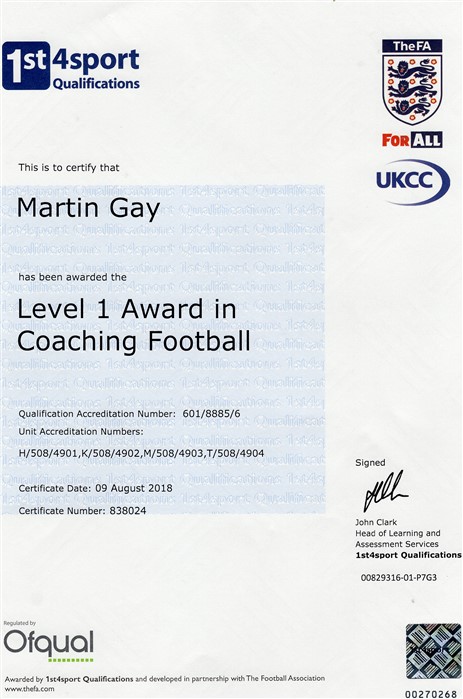 1st4sport
Qualifications
The FA
FOR ALL
UKCC
This is to certify that
Martin Gay
has been awarded the
Level 1 Award in
Coaching Football
Qualification Accreditation Number: 601/8885/6
Unit Accreditation Numbers:
H/508/4901,K/508/4902,M/508/4903,T/508/4904
Certificate Date: 09 August 2018
Certificate Number: 838024
Signed
John Clark
Head of Learning and
Assessment Services
1st4sport Qualifications
00829316-01-P7G3
Regulated by
Ofqual
Awarded by 1st4sport Qualifications and developed in partnership with The Football Association
www.thefa.com
00270268